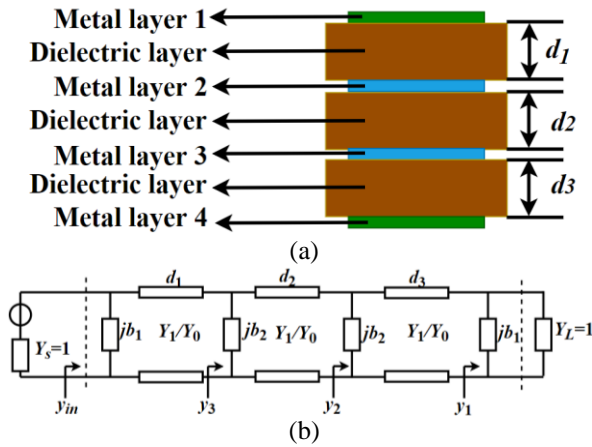 Metal layer 1
d1
Dielectric layer
Metal layer 2
d2
Dielectric layer
Metal layer 3
d3
Dielectric layer
Metal layer 4
(a)
d1 d2 d3
Ys=1 jb1 Y1/Y0 jb2 Y1/Y0 jb2 Y1/Y0 jb1 YL=1
yin y3 y2 y1
(b)